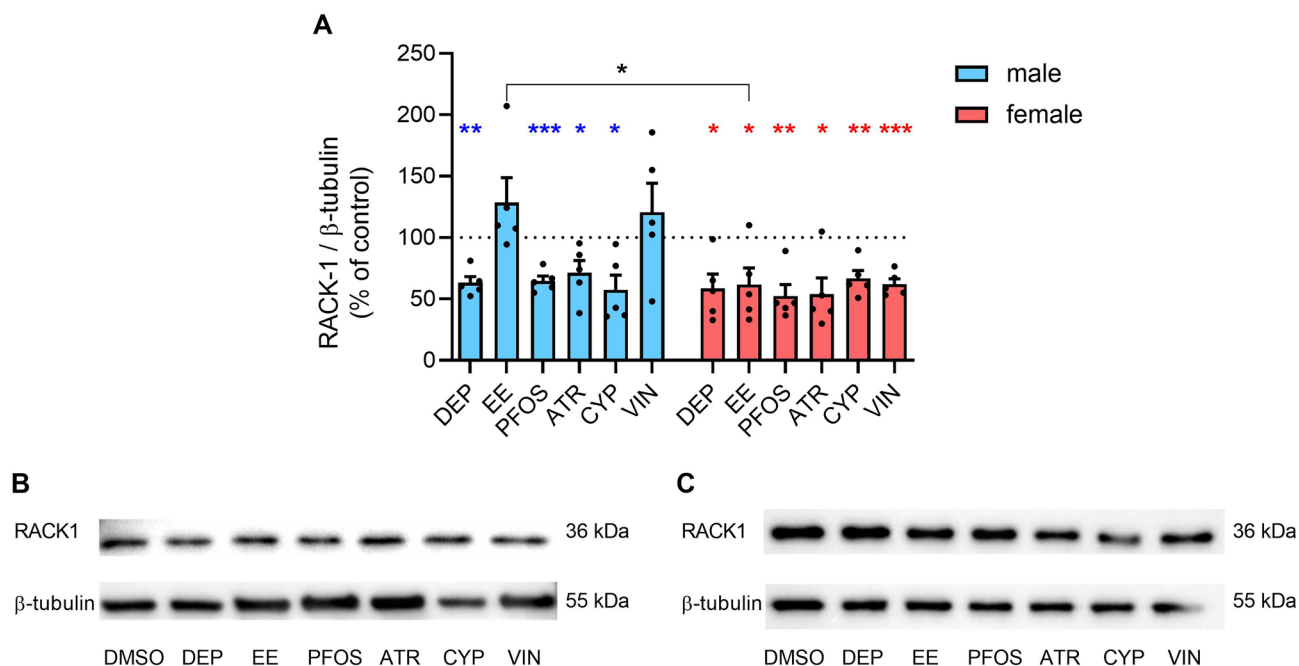 A
250
200
150
100
50
0
RACK-1 / β-tubulin
(% of control)
*
** *** * * * * ** * ** ***
male
female
DEP EE PFOS ATR CYP VIN DEP EE PFOS ATR CYP VIN
B
RACK1 36 kDa
β-tubulin 55 kDa
DMSO DEP EE PFOS ATR CYP VIN
C
RACK1 36 kDa
β-tubulin 55 kDa
DMSO DEP EE PFOS ATR CYP VIN